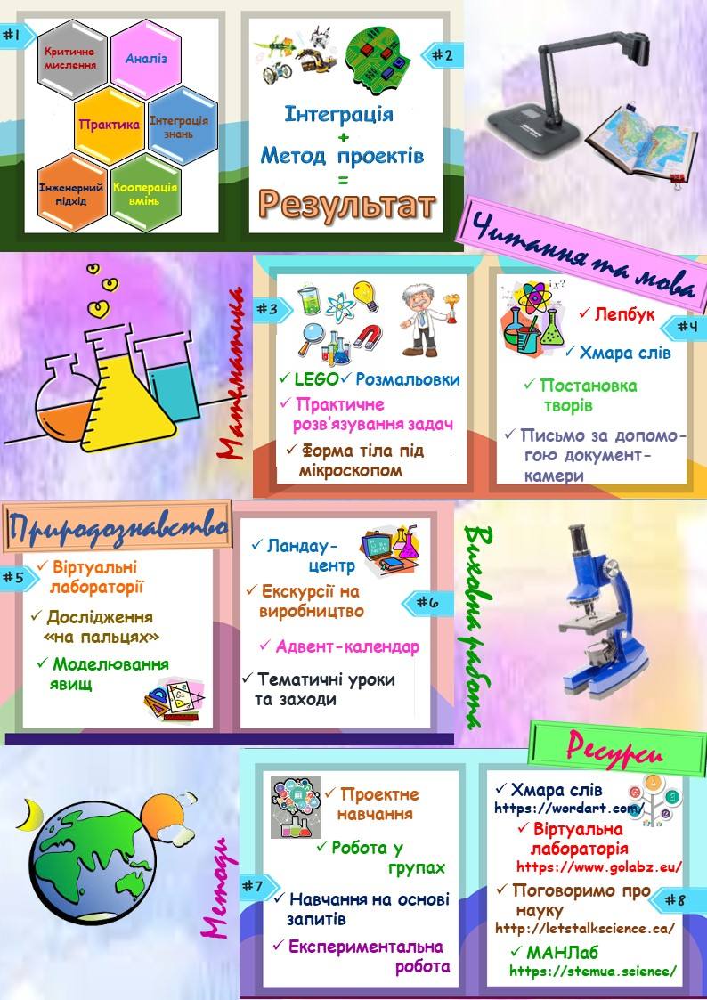 #1
Критичне
мислення
Аналіз
Практика
Інтеграція
знань
Інженерний
підхід
Кооперація
вмінь
#2
Інтеграція
+
Метод проектів
=
Результат
Читання та мова
Математика
#3
✓ LEGO ✓ Розмальовки
✓ Практичне
розв’язування задач
✓ Форма тіла під
мікроскопом
#4
✓ Лепбук
✓ Хмара слів
✓ Постановка
творів
✓ Письмо за допомо-
гою документ-
камери
Природознавство
#5
✓ Віртуальні
лабораторії
✓ Дослідження
«на пальцях»
✓ Моделювання
явищ
#6
✓ Ландау-
центр
✓ Екскурсії на
виробництво
✓ Адвент-календар
✓ Тематичні уроки
та заходи
Виховна работа
Ресурси
Методи
#7
✓ Проектне
навчання
✓ Робота у
групах
✓ Навчання на основі
запитів
✓ Експериментальна
робота
#8
✓ Хмара слів
https://wordart.com/
✓ Віртуальна
лабораторія
https://www.golabz.eu/
✓ Поговоримо про
науку
http://letstalkscience.ca/
✓ МАНЛаб
https://stemua.science/